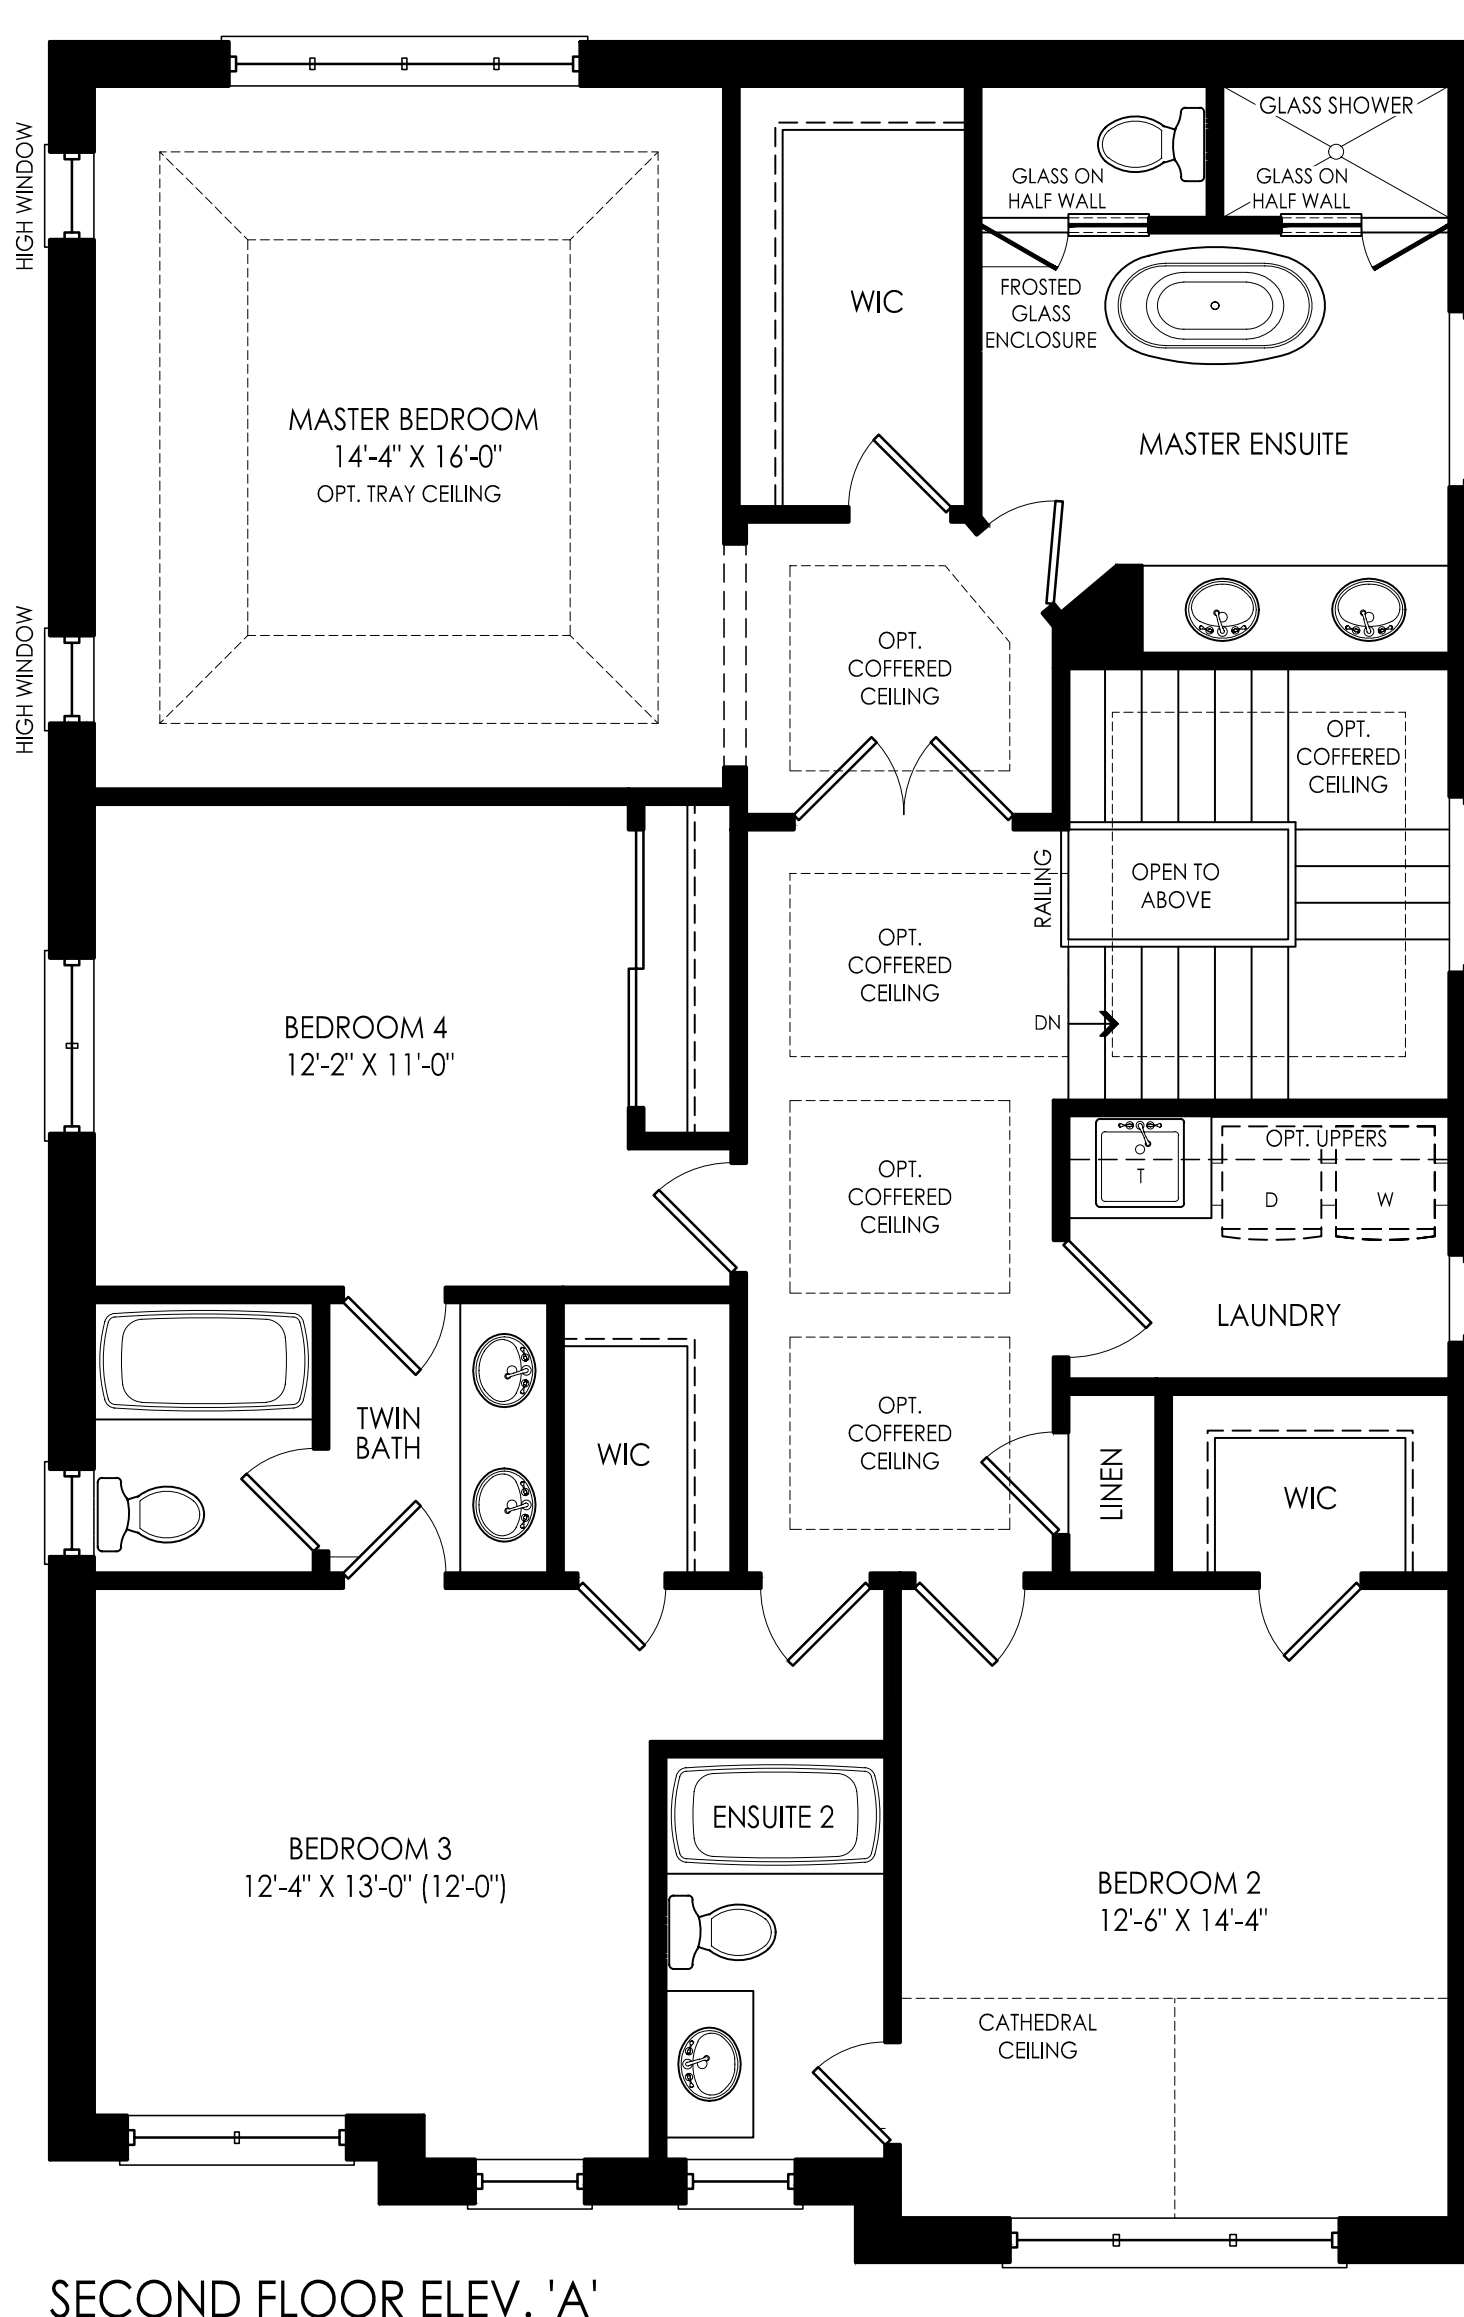 GLASS SHOWER
HIGH WINDOW
GLASS ON
HALF WALL
GLASS ON
HALF WALL
WIC
FROSTED
GLASS
ENCLOSURE
MASTER BEDROOM
14'-4" X 16'-0"
OPT. TRAY CEILING
MASTER ENSUITE
HIGH WINDOW
OPT.
COFFERED
CEILING
OPT.
COFFERED
CEILING
RAILING
OPEN TO
ABOVE
OPT.
COFFERED
CEILING
BEDROOM 4
12'-2" X 11'-0"
DN
OPT. UPPERS
T
D
W
OPT.
COFFERED
CEILING
LAUNDRY
TWIN
BATH
WIC
OPT.
COFFERED
CEILING
LINEN
WIC
ENSUITE 2
BEDROOM 3
12'-4" X 13'-0" (12'-0")
BEDROOM 2
12'-6" X 14'-4"
CATHEDRAL
CEILING
SECOND FLOOR ELEV. 'A'